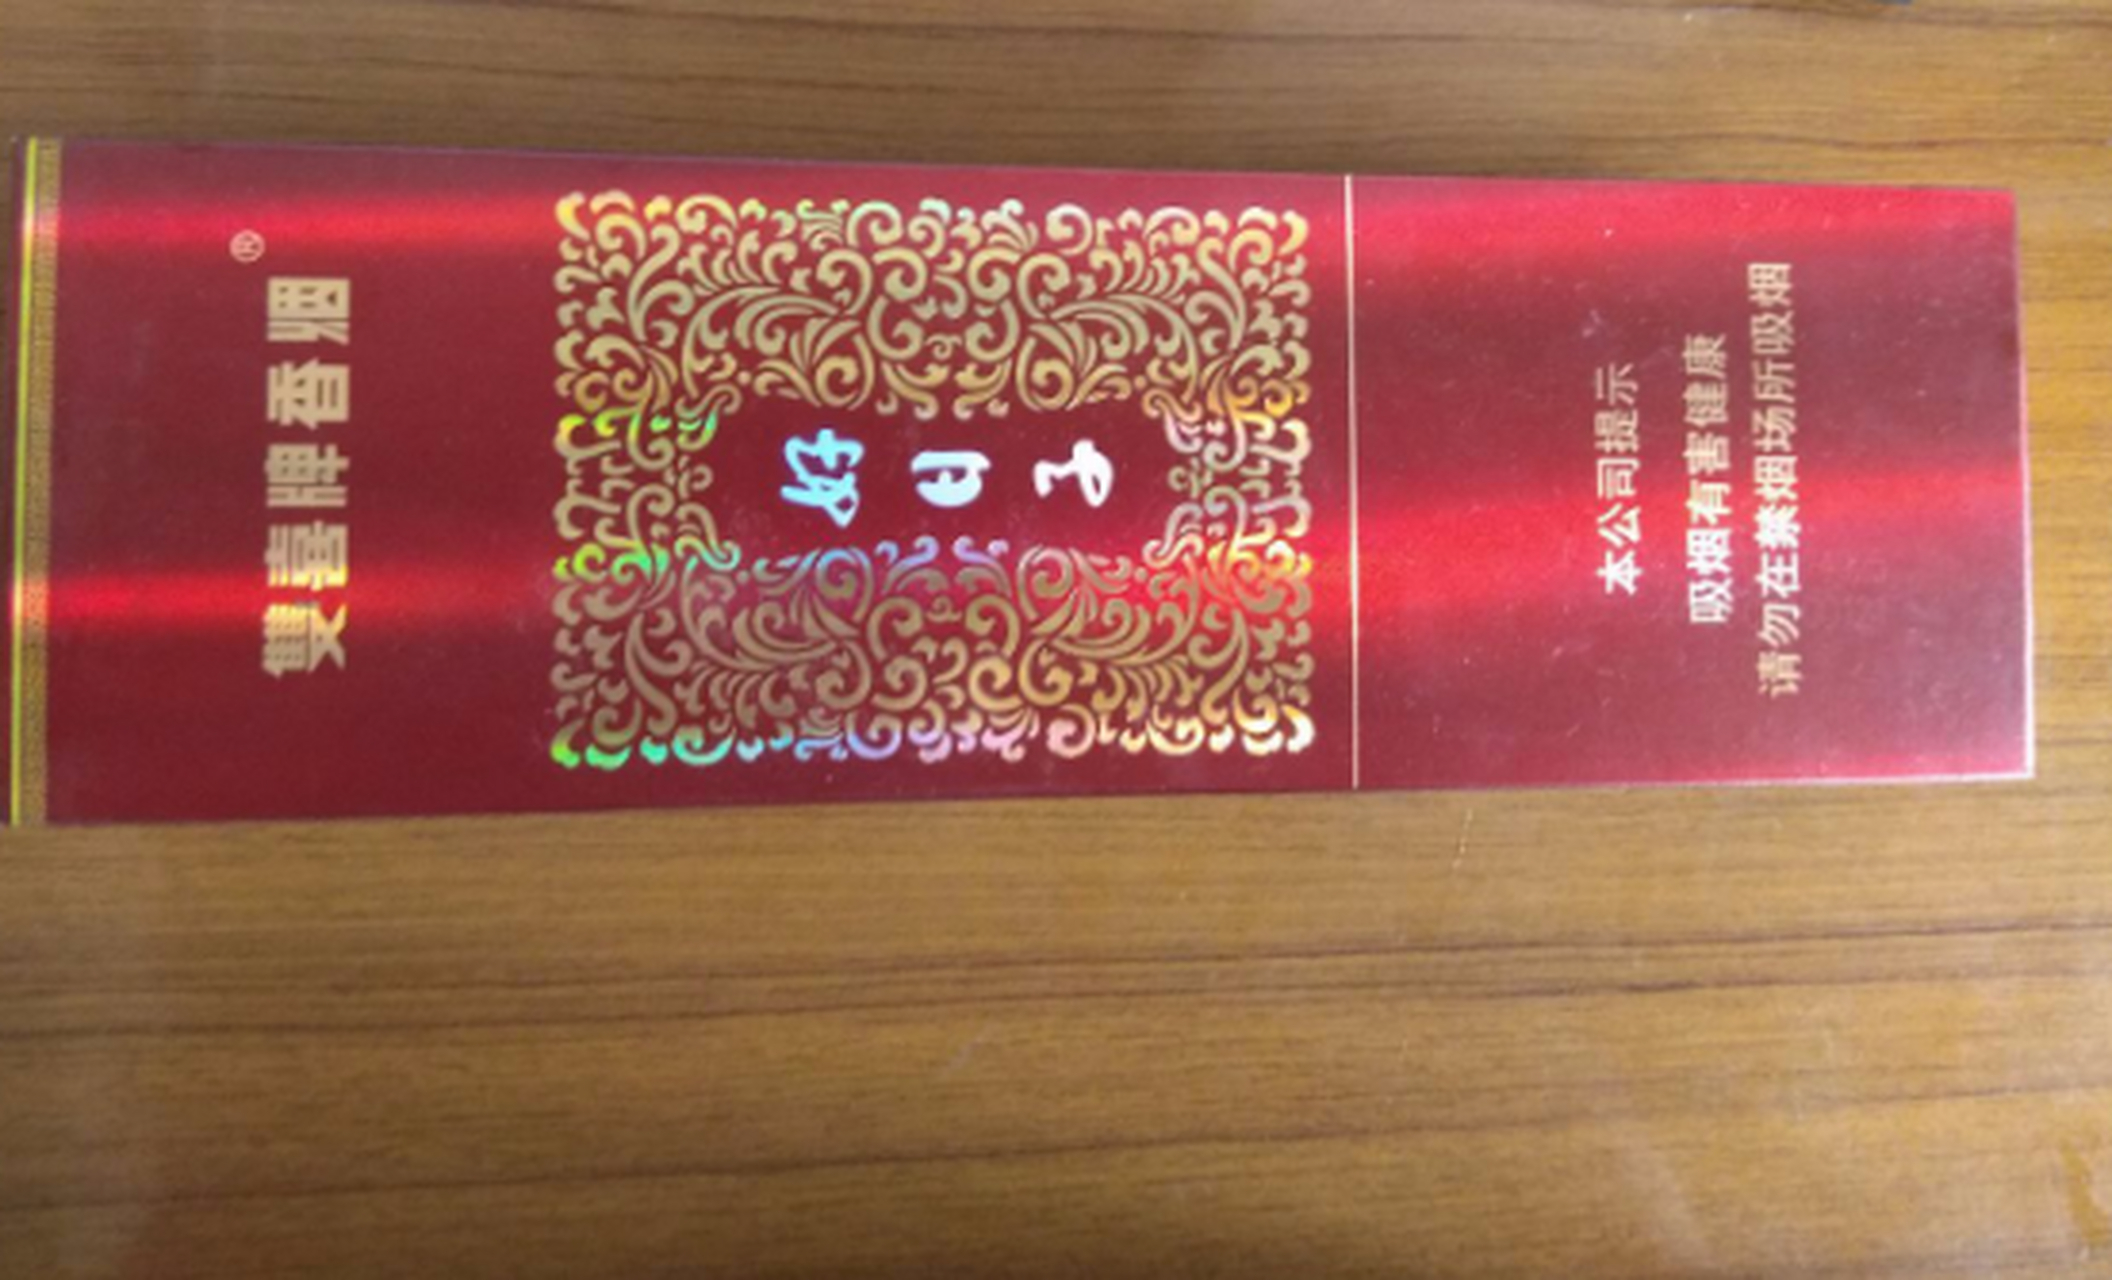 雙喜牌香烟®
好日子
本公司提示
吸烟有害健康
请勿在禁烟场所吸烟